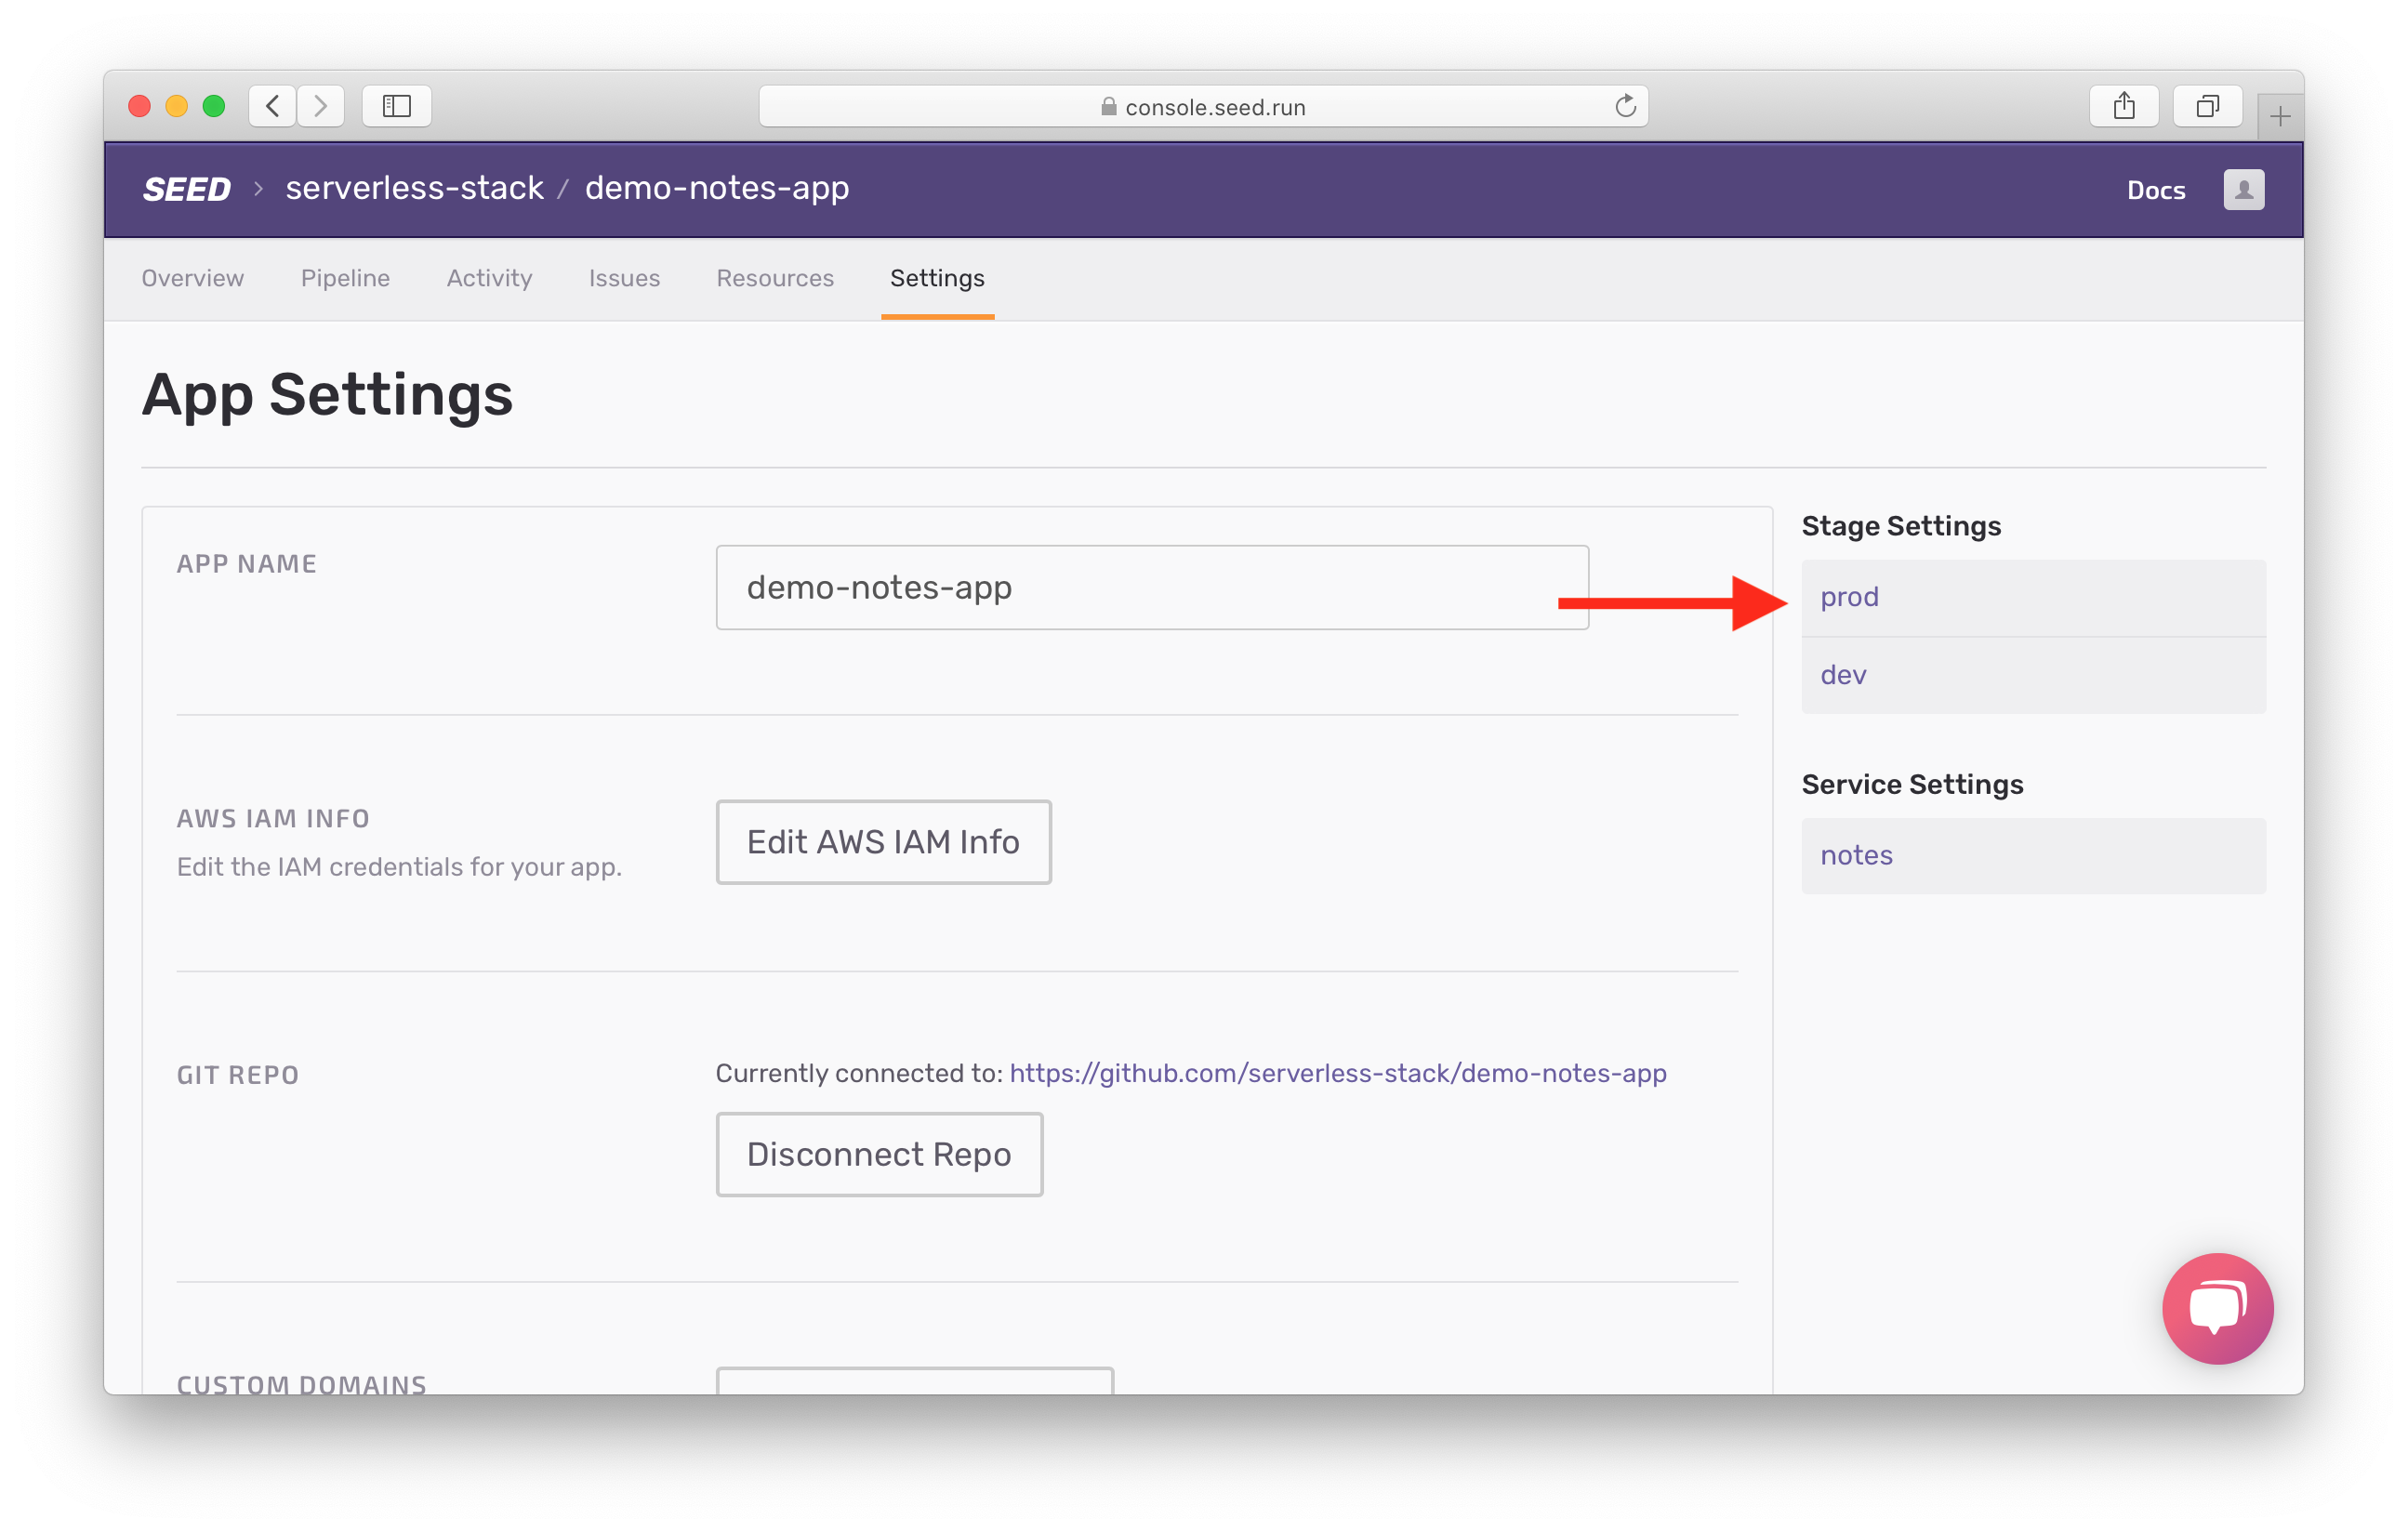 console.seed.run
SEED > serverless-stack / demo-notes-app
Docs
Overview Pipeline Activity Issues Resources Settings
App Settings
APP NAME
demo-notes-app
AWS IAM INFO
Edit the IAM credentials for your app.
Edit AWS IAM Info
GIT REPO
Currently connected to: https://github.com/serverless-stack/demo-notes-app
Disconnect Repo
CUSTOM DOMAINS
Stage Settings
prod
dev
Service Settings
notes